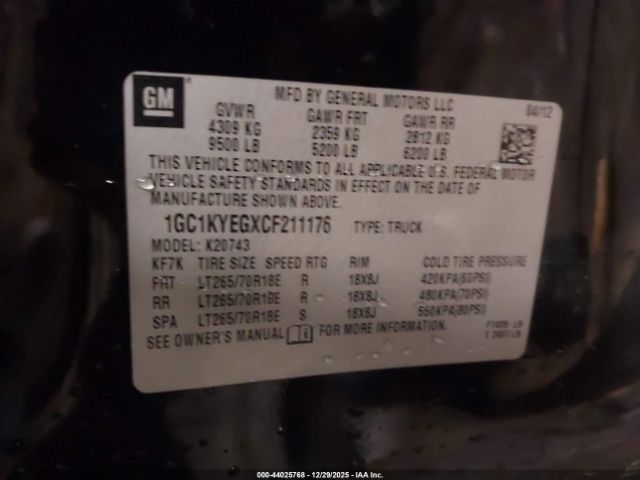 GM
MFD BY GENERAL MOTORS LLC 04/12
GVWR GAWR FRT GAWR RR
4309 KG 2359 KG 2812 KG
9500 LB 5200 LB 6200 LB
THIS VEHICLE CONFORMS TO ALL APPLICABLE U.S. FEDERAL MOTOR
VEHICLE SAFETY STANDARDS IN EFFECT ON THE DATE OF
MANUFACTURE SHOWN ABOVE.
1GC1KYEGXCF211176 TYPE: TRUCK
MODEL: K20743
KF7K TIRE SIZE SPEED RTG RIM COLD TIRE PRESSURE
FRT LT265/70R18E R 18X8J 420KPA(60PSI)
RR LT265/70R18E R 18X8J 480KPA(70PSI)
SPA LT265/70R18E S 18X8J 560KPA(80PSI)
SEE OWNER'S MANUAL FOR MORE INFORMATION.
000-44025768 — 12/29/2025 — IAA Inc.